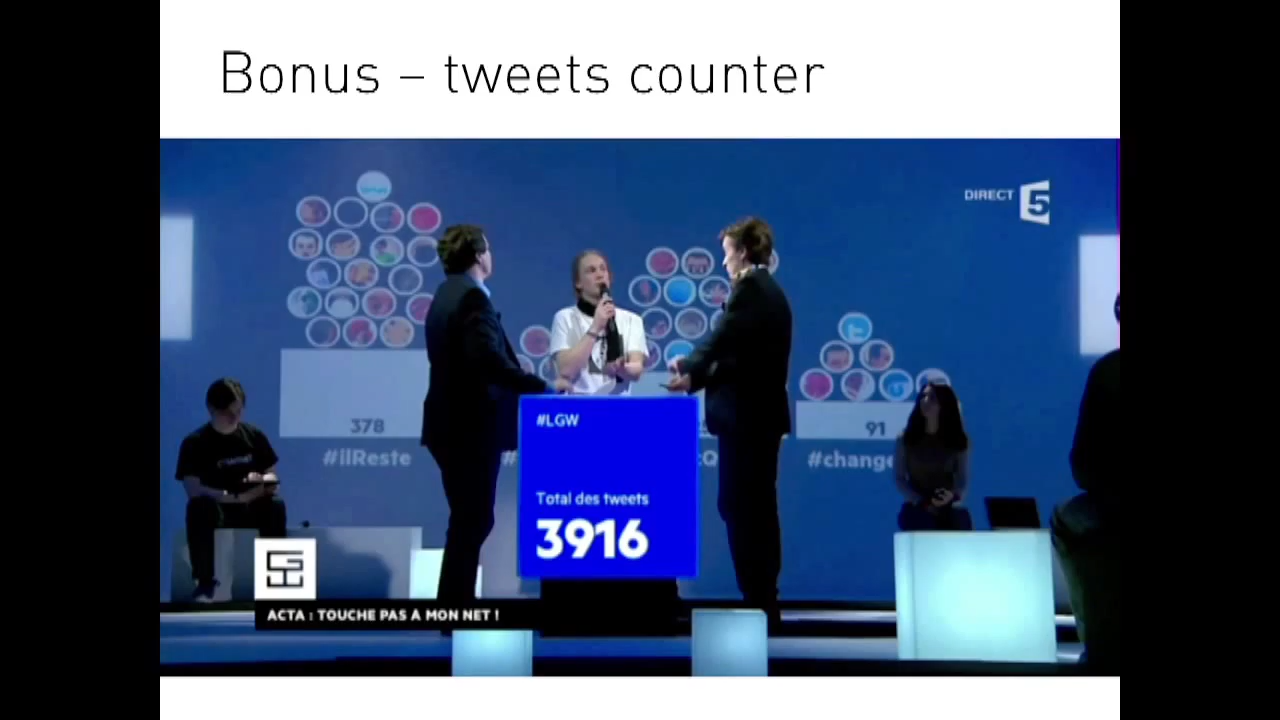 Bonus – tweets counter
DIRECT 5
378
91
#ilReste
#change
#LGW
Total des tweets
3916
ACTA : TOUCHE PAS À MON NET !